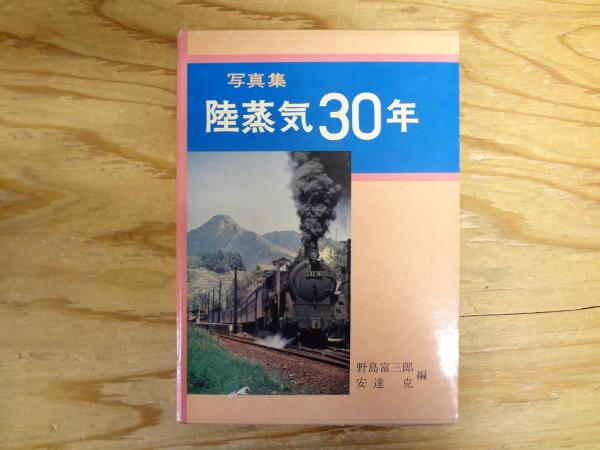 写真集
陸蒸気30年
野島富三郎
安達 克 編